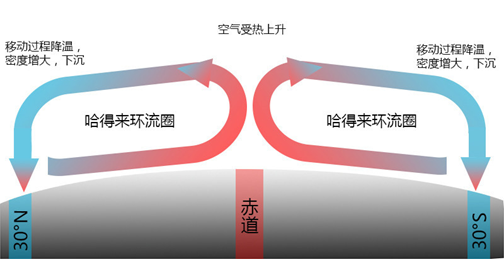 空气受热上升
移动过程降温，
密度增大，下沉
移动过程降温，
密度增大，下沉
哈得来环流圈
哈得来环流圈
30°N
赤道
30°S